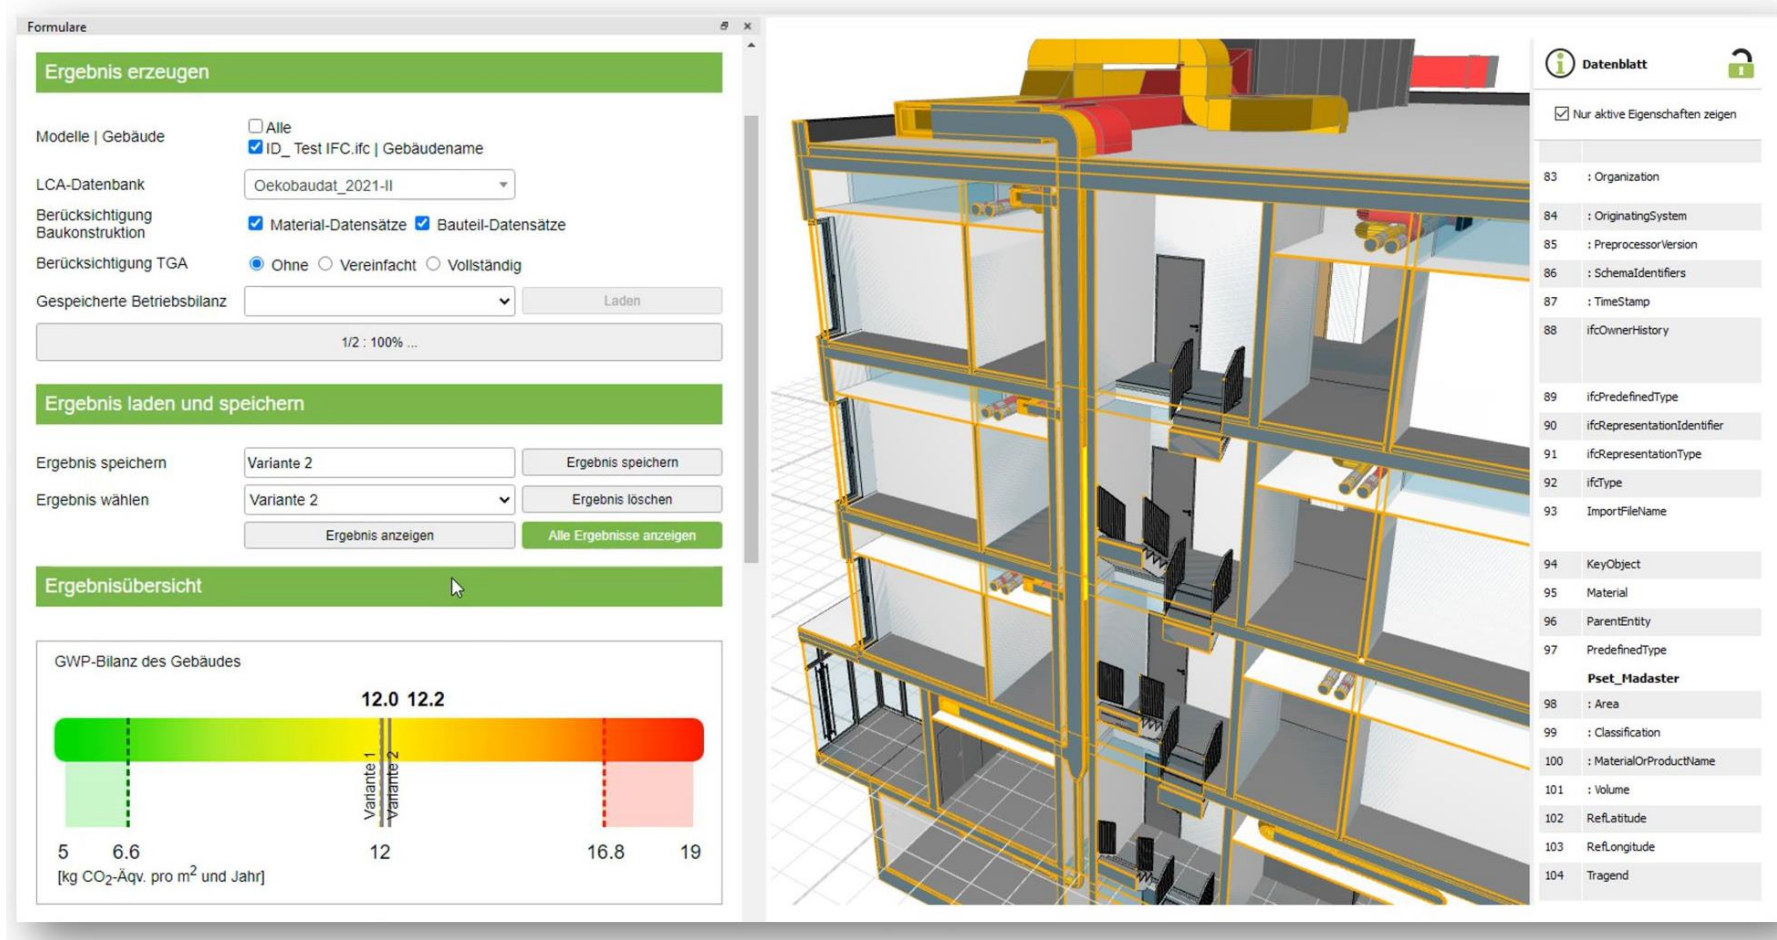 Formulare
Ergebnis erzeugen
Modelle | Gebäude
Alle
ID_ Test IFC.ifc | Gebäudename
LCA-Datenbank
Oekobaudat_2021-II
Berücksichtigung
Baukonstruktion
Material-Datensätze
Bauteil-Datensätze
Berücksichtigung TGA
Ohne
Vereinfacht
Vollständig
Gespeicherte Betriebsbilanz
Laden
1/2 : 100% ...
Ergebnis laden und speichern
Ergebnis speichern
Variante 2
Ergebnis speichern
Ergebnis wählen
Variante 2
Ergebnis löschen
Ergebnis anzeigen
Alle Ergebnisse anzeigen
Ergebnisübersicht
GWP-Bilanz des Gebäudes
12.0 12.2
Variante 1
Variante 2
5 6.6 12 16.8 19
[kg CO2-Äqv. pro m2 und Jahr]
Datenblatt
Nur aktive Eigenschaften zeigen
83 : Organization
84 : OriginatingSystem
85 : PreprocessorVersion
86 : SchemaIdentifiers
87 : TimeStamp
88 ifcOwnerHistory
89 ifcPredefinedType
90 ifcRepresentationIdentifier
91 ifcRepresentationType
92 ifcType
93 ImportFileName
94 KeyObject
95 Material
96 ParentEntity
97 PredefinedType
Pset_Madaster
98 : Area
99 : Classification
100 : MaterialOrProductName
101 : Volume
102 RefLatitude
103 RefLongitude
104 Tragend